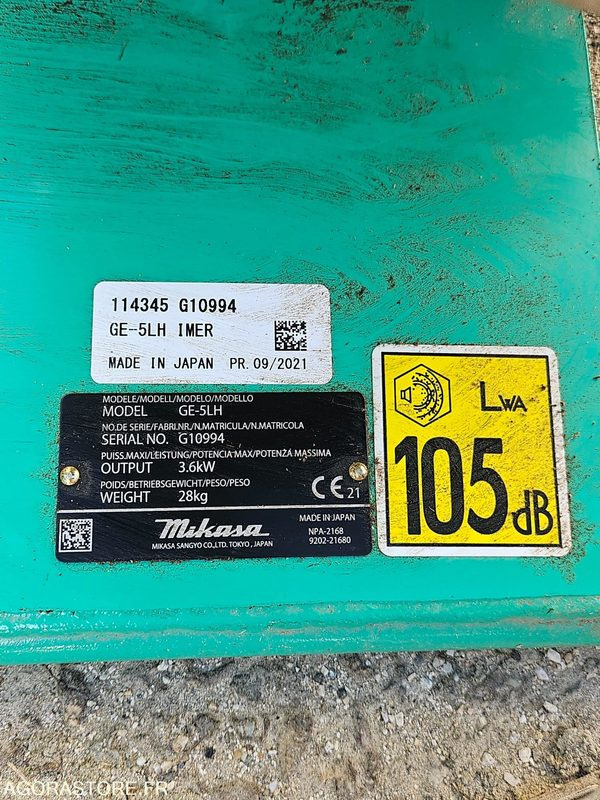 114345 G10994
GE-5LH IMER
MADE IN JAPAN PR. 09/2021
MODELE/MODELL/MODELO/MODELLO
MODEL GE-5LH
NO.DE SERIE/FABRI.NR./N.MATRICULA/N.MATRICOLA
SERIAL NO. G10994
PUISS.MAXI/LEISTUNG/POTENCIA MAX/POTENZA MASSIMA
OUTPUT 3.6kW
POIDS/BETRIEBSGEWICHT/PESO/PESO
WEIGHT 28kg
CE 21
Mikasa
MIKASA SANGYO CO.,LTD. TOKYO, JAPAN
MADE IN JAPAN
NPA-2168
9202-21680
LWA
105 dB
AGORASTORE.FR